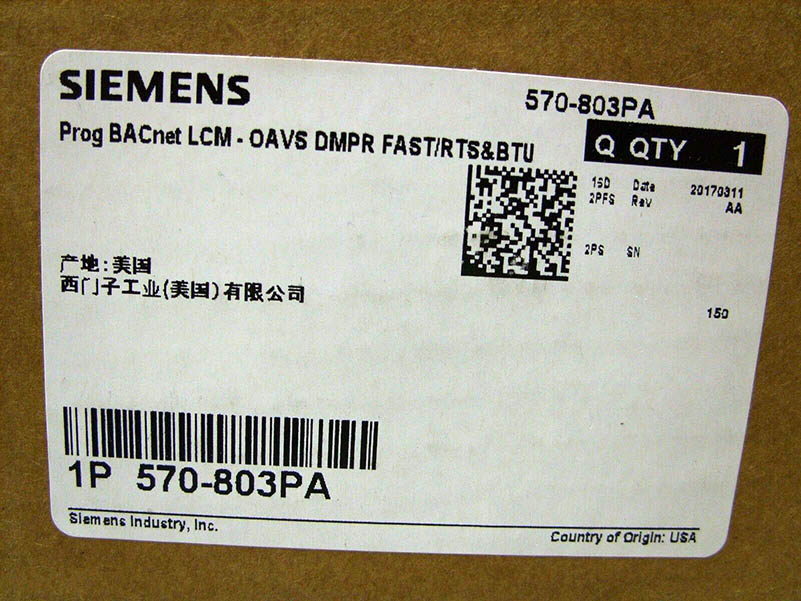 SIEMENS
570-803PA
Prog BACnet LCM - OAVS DMPR FAST/RTS&BTU
Q QTY 1
16D Date 20170311
2PFS Rev AA
2PS SN
产地:美国
西门子工业(美国)有限公司
150
1P 570-803PA
Siemens Industry, Inc.
Country of Origin: USA